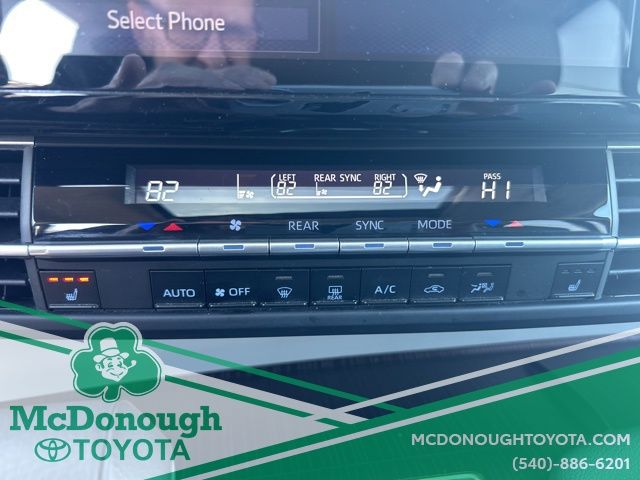 Select Phone
LEFT REAR SYNC RIGHT PASS
82 82 82 HI
REAR SYNC MODE
AUTO OFF REAR A/C
McDonough
TOYOTA
MCDONOUGHTOYOTA.COM
(540)-886-6201